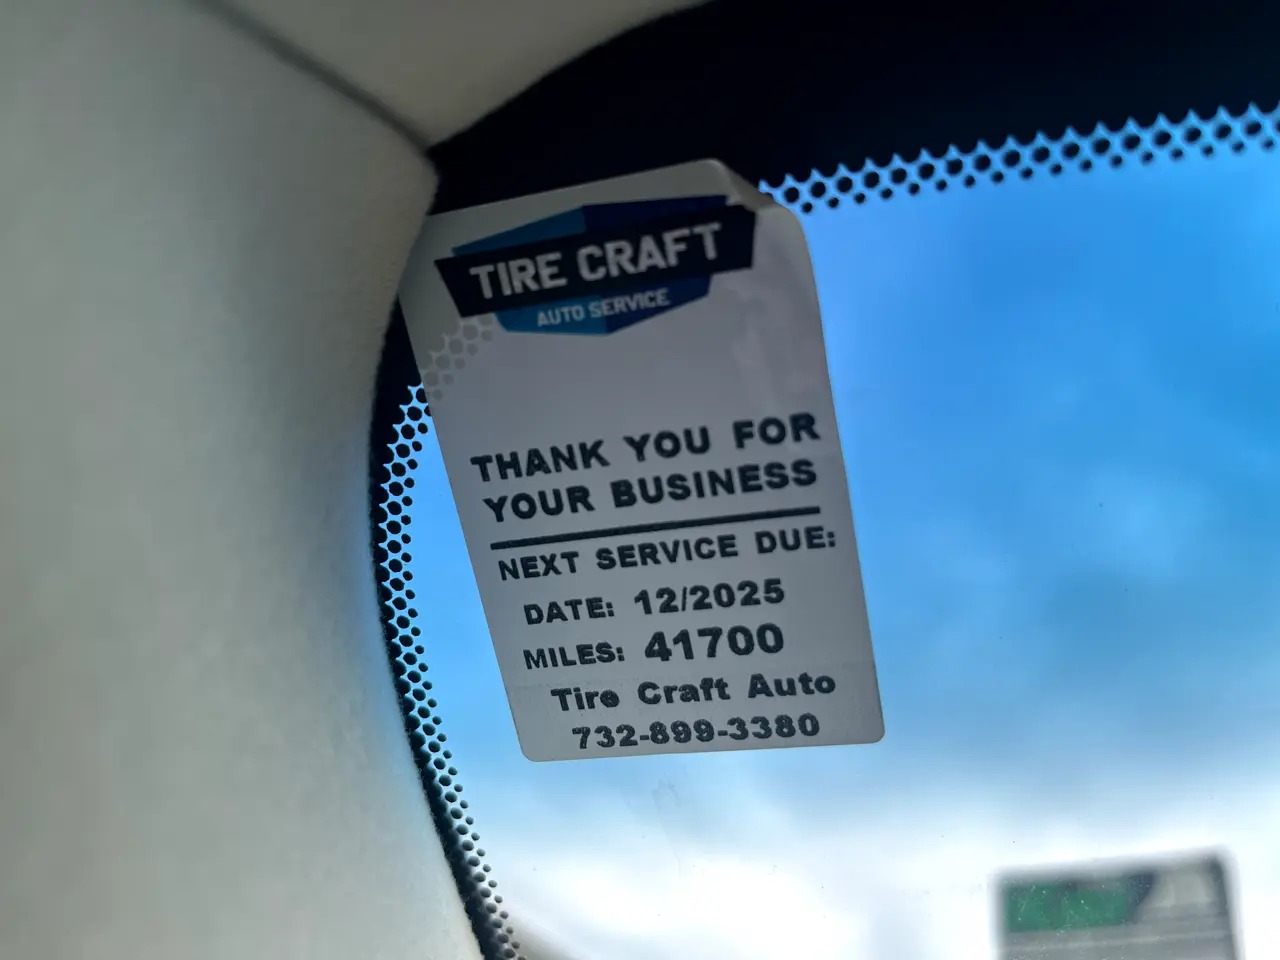 TIRE CRAFT
AUTO SERVICE
THANK YOU FOR
YOUR BUSINESS
NEXT SERVICE DUE:
DATE: 12/2025
MILES: 41700
Tire Craft Auto
732-899-3380